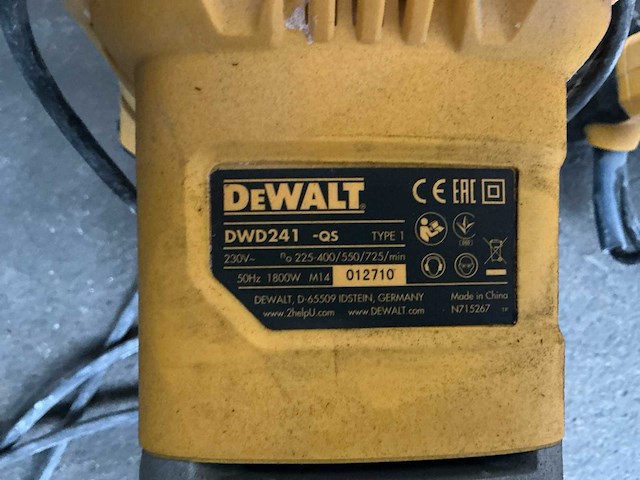 DEWALT CE EAC
DWD241 -QS TYPE 1
230V~ no 225-400/550/725/min
50Hz 1800W M14 012710
DEWALT, D-65509 IDSTEIN, GERMANY Made in China
www.2helpU.com www.DEWALT.com N715267